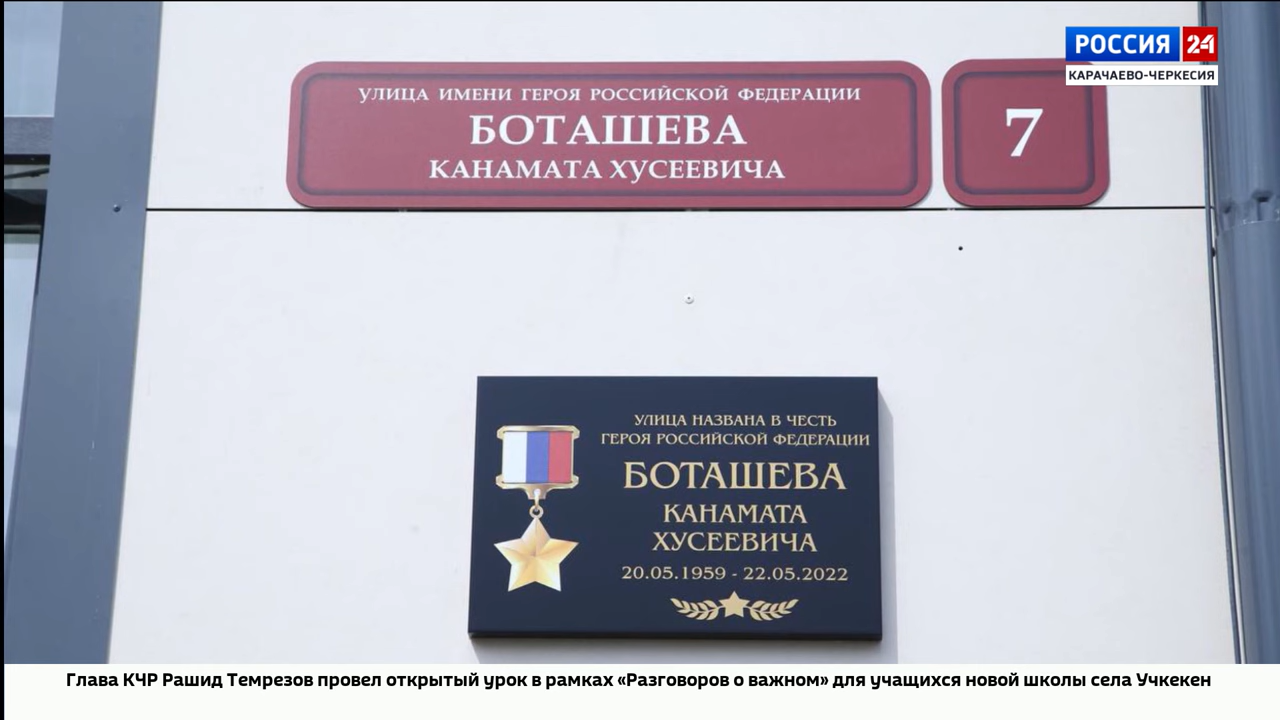 РОССИЯ 24
КАРАЧАЕВО-ЧЕРКЕСИЯ
УЛИЦА ИМЕНИ ГЕРОЯ РОССИЙСКОЙ ФЕДЕРАЦИИ
БОТАШЕВА
КАНАМАТА ХУСЕЕВИЧА
7
УЛИЦА НАЗВАНА В ЧЕСТЬ
ГЕРОЯ РОССИЙСКОЙ ФЕДЕРАЦИИ
БОТАШЕВА
КАНАМАТА
ХУСЕЕВИЧА
20.05.1959 - 22.05.2022
Глава КЧР Рашид Темрезов провел открытый урок в рамках «Разговоров о важном» для учащихся новой школы села Учкекен